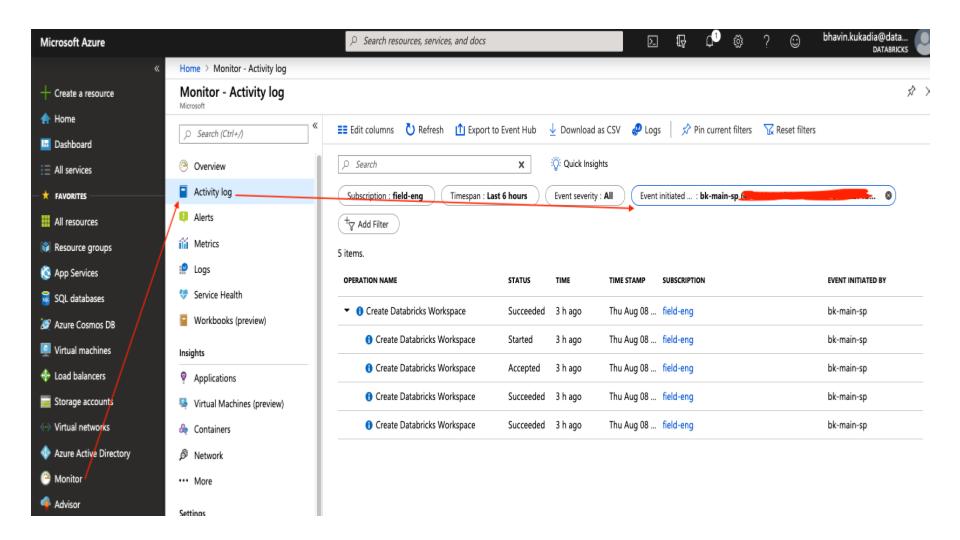 Microsoft Azure
Search resources, services, and docs
1
bhavin.kukadia@data...
DATABRICKS
«
Create a resource
Home
Dashboard
All services
FAVORITES
All resources
Resource groups
App Services
SQL databases
Azure Cosmos DB
Virtual machines
Load balancers
Storage accounts
Virtual networks
Azure Active Directory
Monitor
Advisor
Home > Monitor - Activity log
Monitor - Activity log
Microsoft
Search (Ctrl+/)
«
Overview
Activity log
Alerts
Metrics
Logs
Service Health
Workbooks (preview)
Insights
Applications
Virtual Machines (preview)
Containers
Network
••• More
Settings
Edit columns Refresh Export to Event Hub Download as CSV Logs Pin current filters Reset filters
Search x Quick Insights
Subscription : field-eng Timespan : Last 6 hours Event severity : All Event initiated ... : bk-main-sp
Add Filter
5 items.
OPERATION NAME STATUS TIME TIME STAMP SUBSCRIPTION EVENT INITIATED BY
Create Databricks Workspace Succeeded 3 h ago Thu Aug 08 ... field-eng bk-main-sp
Create Databricks Workspace Started 3 h ago Thu Aug 08 ... field-eng bk-main-sp
Create Databricks Workspace Accepted 3 h ago Thu Aug 08 ... field-eng bk-main-sp
Create Databricks Workspace Succeeded 3 h ago Thu Aug 08 ... field-eng bk-main-sp
Create Databricks Workspace Succeeded 3 h ago Thu Aug 08 ... field-eng bk-main-sp